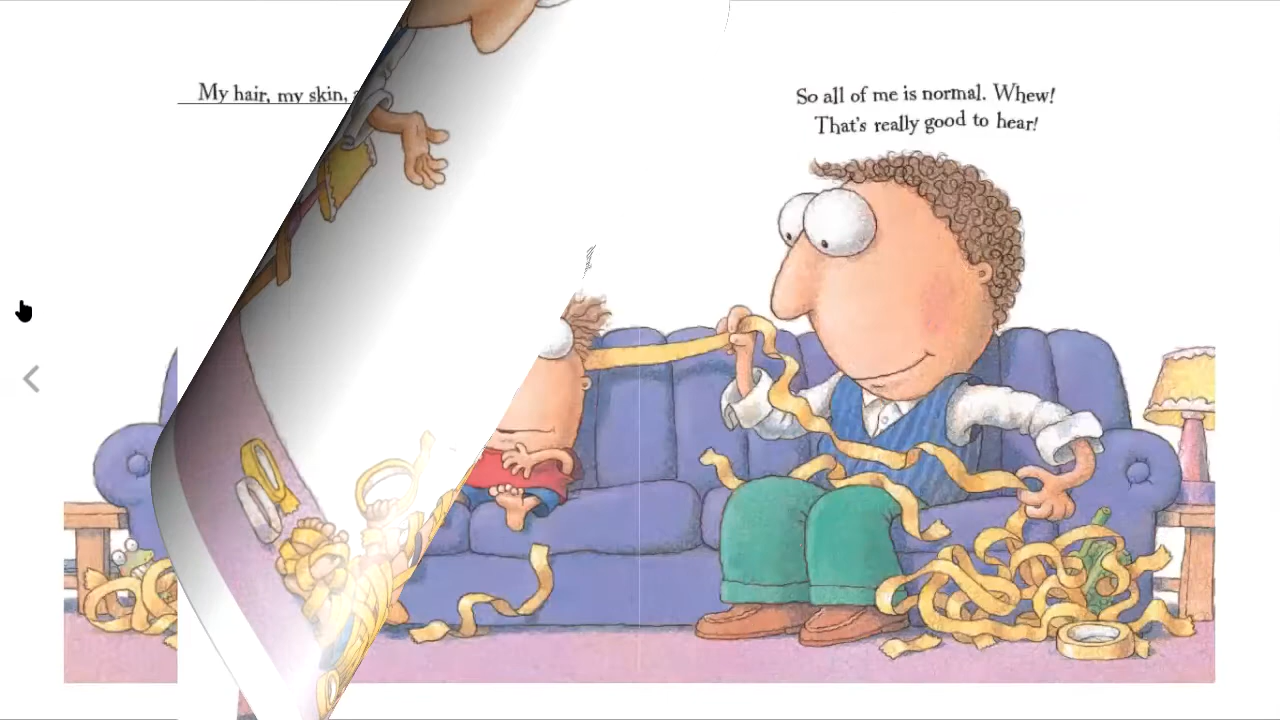 My hair, my skin,
So all of me is normal. Whew!
That's really good to hear!